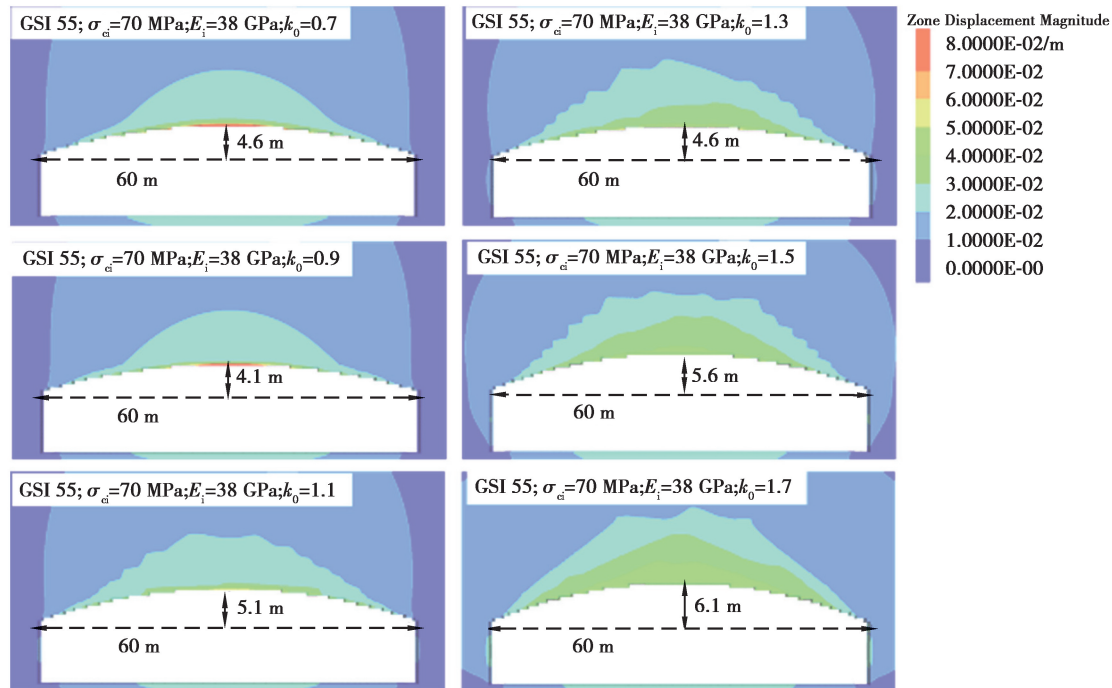 GSI 55; σci=70 MPa;Ei=38 GPa;k0=0.7
4.6 m
60 m
GSI 55; σci=70 MPa;Ei=38 GPa;k0=1.3
4.6 m
60 m
Zone Displacement Magnitude
8.0000E-02/m
7.0000E-02
6.0000E-02
5.0000E-02
4.0000E-02
3.0000E-02
2.0000E-02
1.0000E-02
0.0000E-00
GSI 55; σci=70 MPa;Ei=38 GPa;k0=0.9
4.1 m
60 m
GSI 55; σci=70 MPa;Ei=38 GPa;k0=1.5
5.6 m
60 m
GSI 55; σci=70 MPa;Ei=38 GPa;k0=1.1
5.1 m
60 m
GSI 55; σci=70 MPa;Ei=38 GPa;k0=1.7
6.1 m
60 m